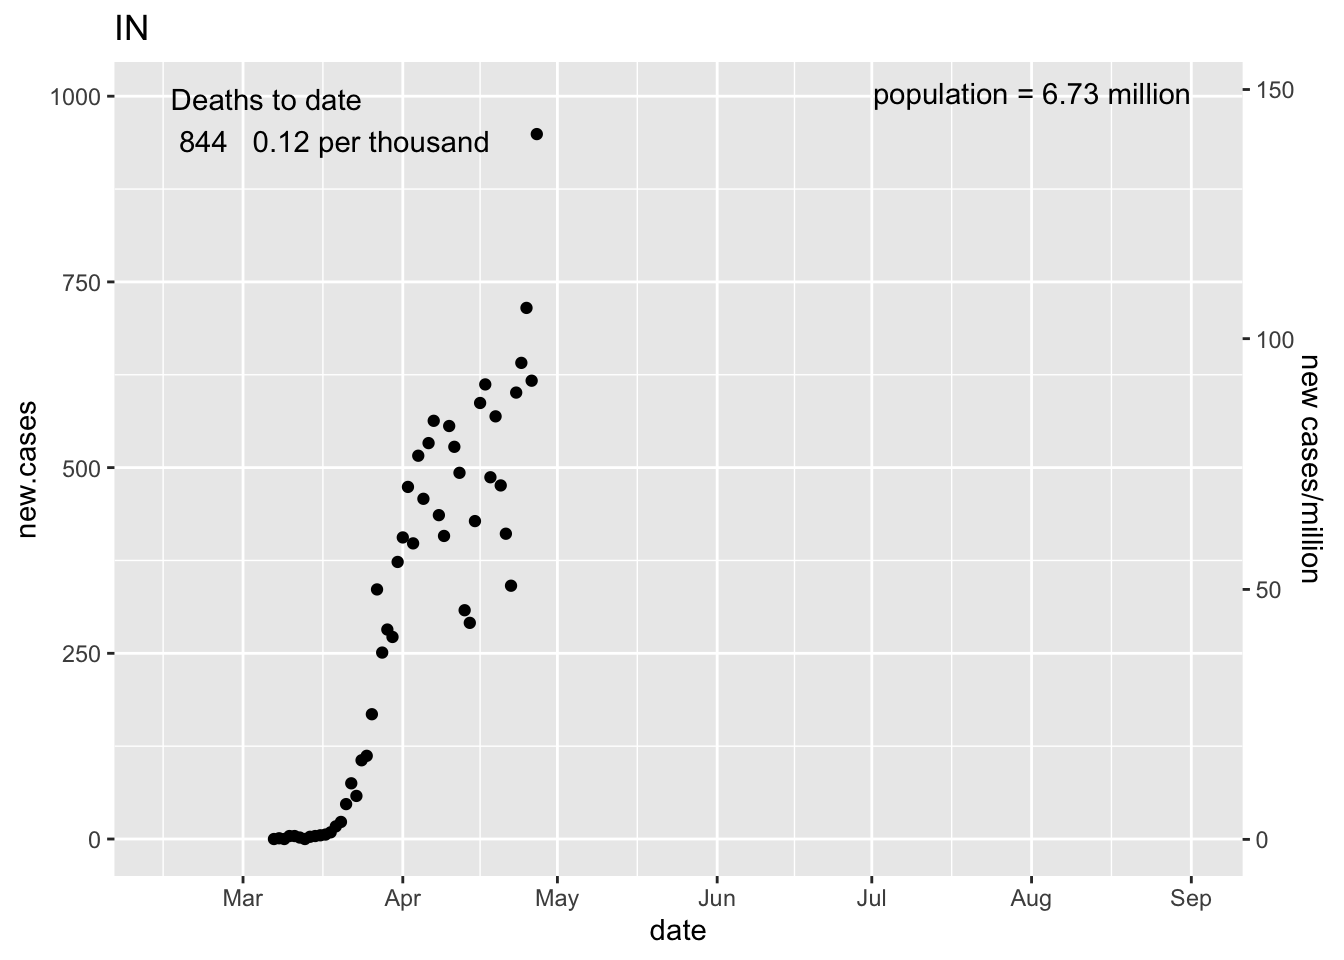 IN
Deaths to date
844 0.12 per thousand
population = 6.73 million
1000
750
500
250
0
new.cases
150
100
50
0
new cases/million
Mar Apr May Jun Jul Aug Sep
date